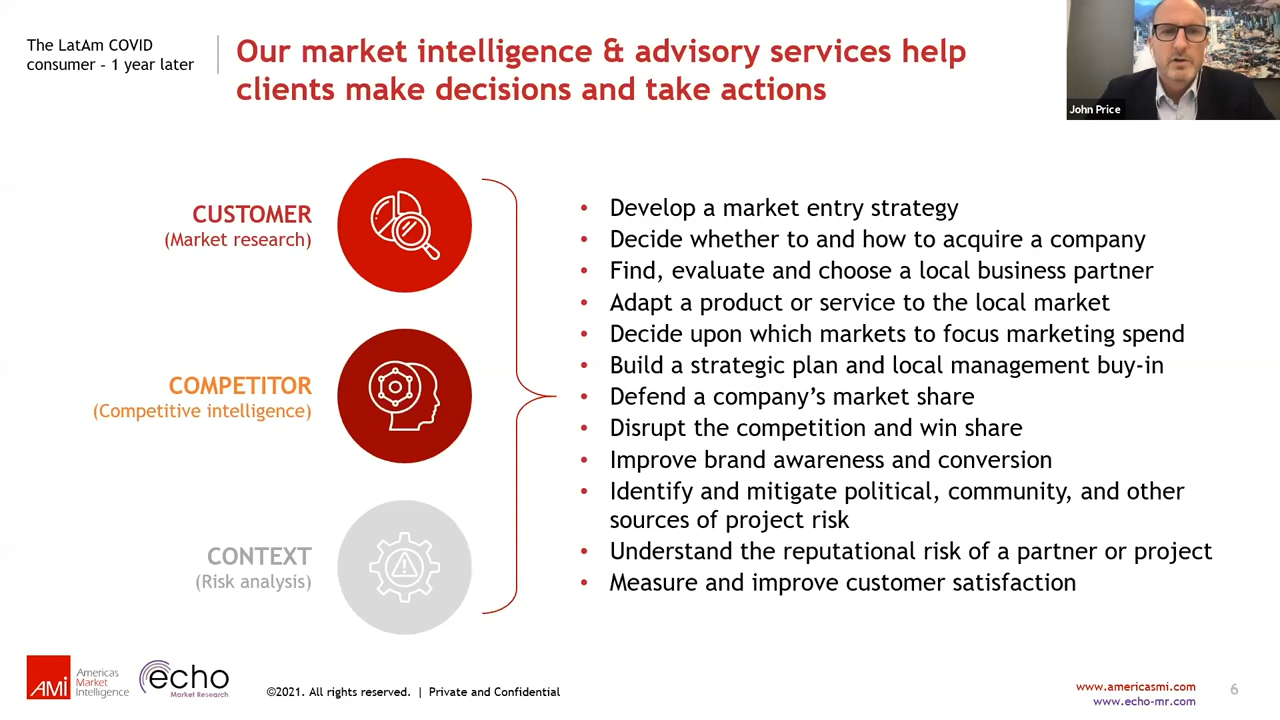 The LatAm COVID
consumer – 1 year later
Our market intelligence & advisory services help
clients make decisions and take actions
John Price
CUSTOMER
(Market research)
COMPETITOR
(Competitive intelligence)
CONTEXT
(Risk analysis)
• Develop a market entry strategy
• Decide whether to and how to acquire a company
• Find, evaluate and choose a local business partner
• Adapt a product or service to the local market
• Decide upon which markets to focus marketing spend
• Build a strategic plan and local management buy-in
• Defend a company’s market share
• Disrupt the competition and win share
• Improve brand awareness and conversion
• Identify and mitigate political, community, and other
sources of project risk
• Understand the reputational risk of a partner or project
• Measure and improve customer satisfaction
AMI
Americas
Market
Intelligence
echo
Market Research
©2021. All rights reserved. | Private and Confidential
www.americasmi.com
www.echo-mr.com
6